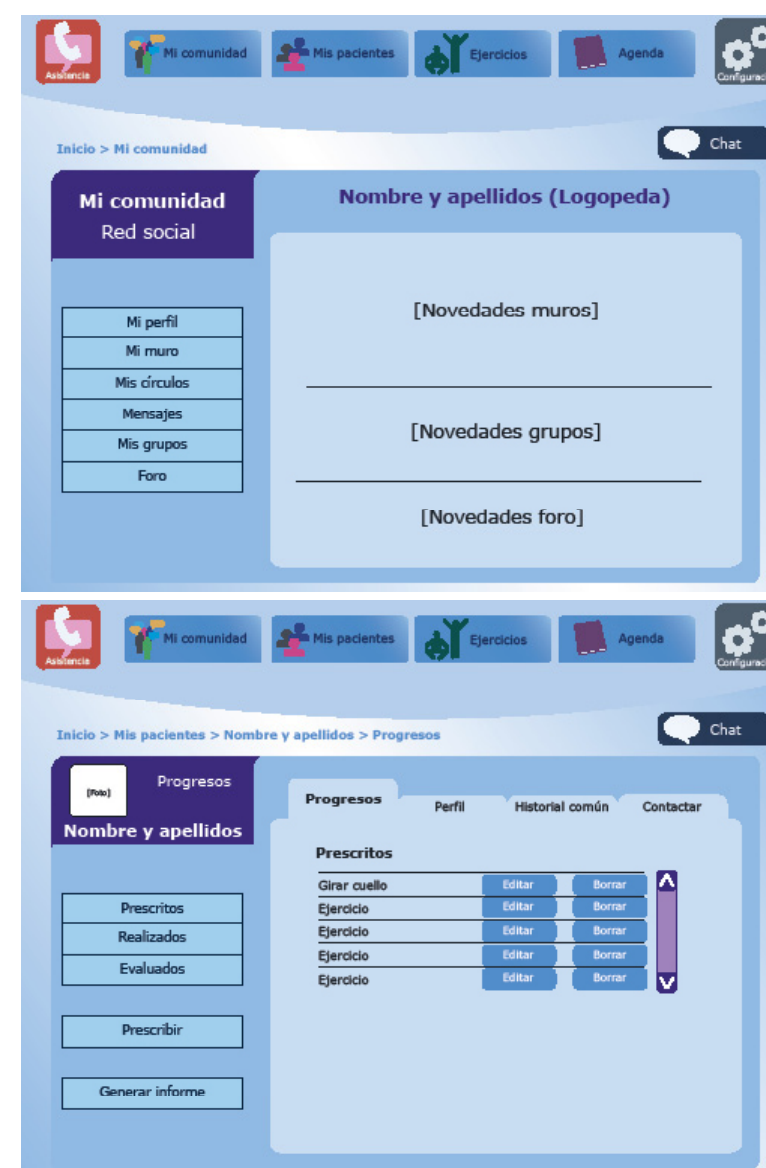 Asistencia
Mi comunidad
Mis pacientes
Ejercicios
Agenda
Inicio > Mi comunidad
Chat
Mi comunidad
Red social
Nombre y apellidos (Logopeda)
Mi perfil
Mi muro
Mis círculos
Mensajes
Mis grupos
Foro
[Novedades muros]
[Novedades grupos]
[Novedades foro]
Asistencia
Mi comunidad
Mis pacientes
Ejercicios
Agenda
Inicio > Mis pacientes > Nombre y apellidos > Progresos
Chat
[Foto]
Progresos
Nombre y apellidos
Prescritos
Realizados
Evaluados
Prescribir
Generar informe
Progresos
Perfil
Historial común
Contactar
Prescritos
Girar cuello Editar Borrar
Ejercicio Editar Borrar
Ejercicio Editar Borrar
Ejercicio Editar Borrar
Ejercicio Editar Borrar